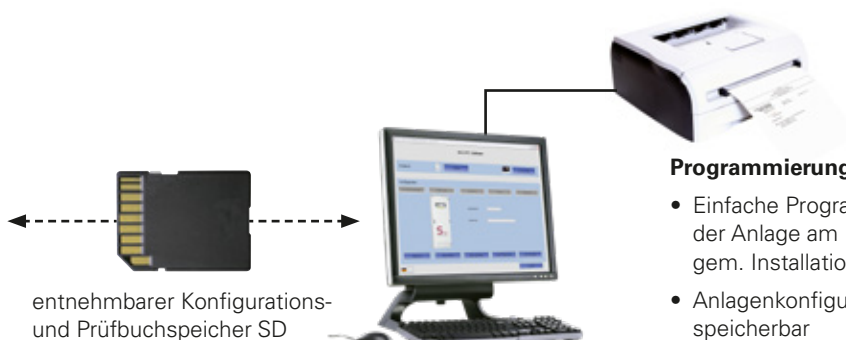 entnehmbarer Konfigurations-
und Prüfbuchspeicher SD
Programmierung
• Einfache Progra
der Anlage am
gem. Installatio
• Anlagenkonfigu
speicherbar